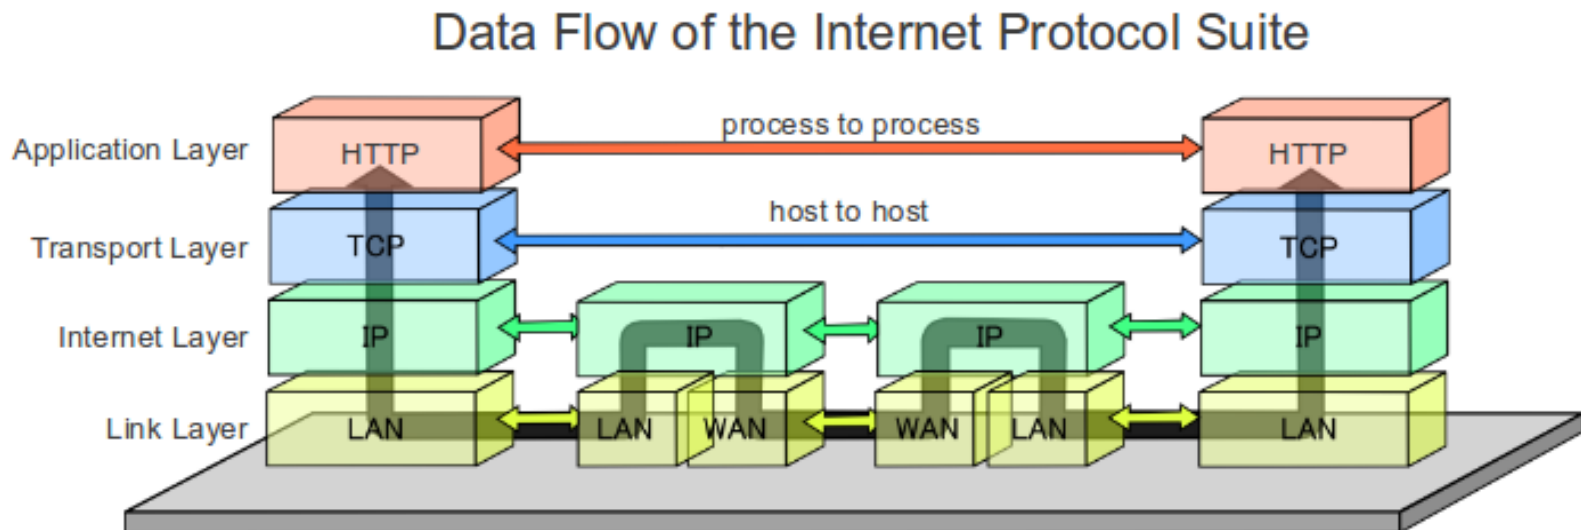 Data Flow of the Internet Protocol Suite
Application Layer
HTTP
process to process
HTTP
Transport Layer
TCP
host to host
TCP
Internet Layer
IP
IP
IP
IP
Link Layer
LAN
LAN
WAN
WAN
LAN
LAN